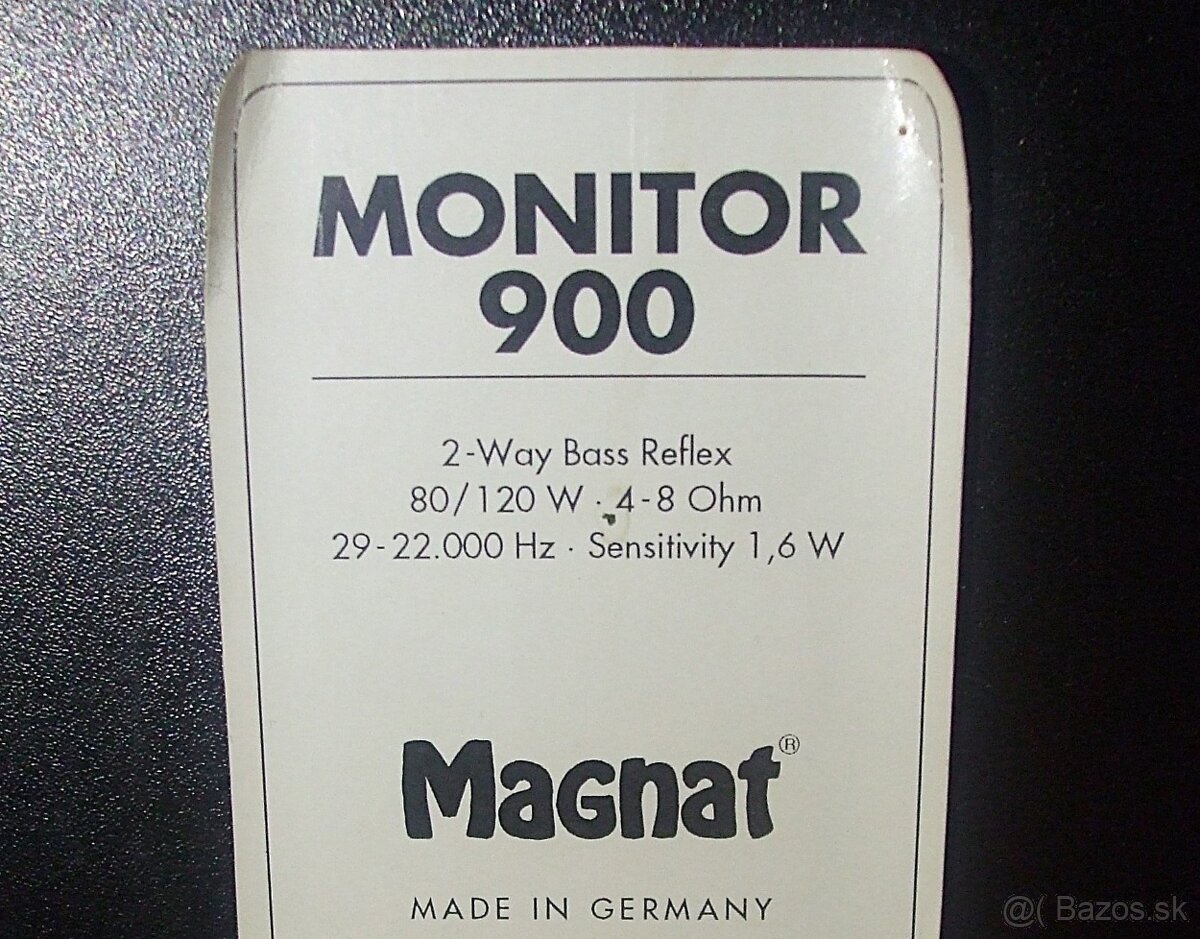 MONITOR
900
2-Way Bass Reflex
80/120 W · 4-8 Ohm
29-22.000 Hz · Sensitivity 1,6 W
Magnat®
MADE IN GERMANY
@( Bazos.sk